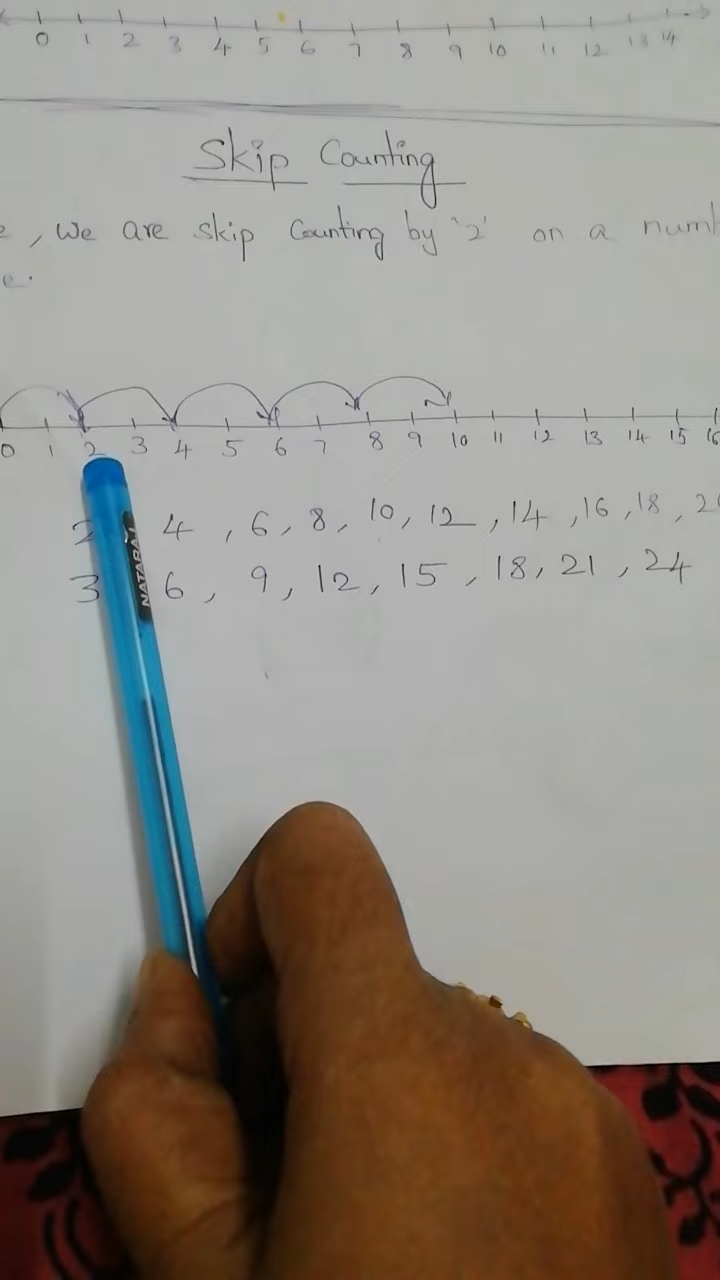 0 1 2 3 4 5 6 7 8 9 10 11 12 13 14
Skip Counting
, We are skip Counting by '2' on a
0 1 2 3 4 5 6 7 8 9 10 11 12 13 14 15 16
2 4 , 6 , 8 , 10 , 12 , 14 , 16 , 18 ,
3 6 , 9 , 12 , 15 , 18 , 21 , 24
NATARAJ